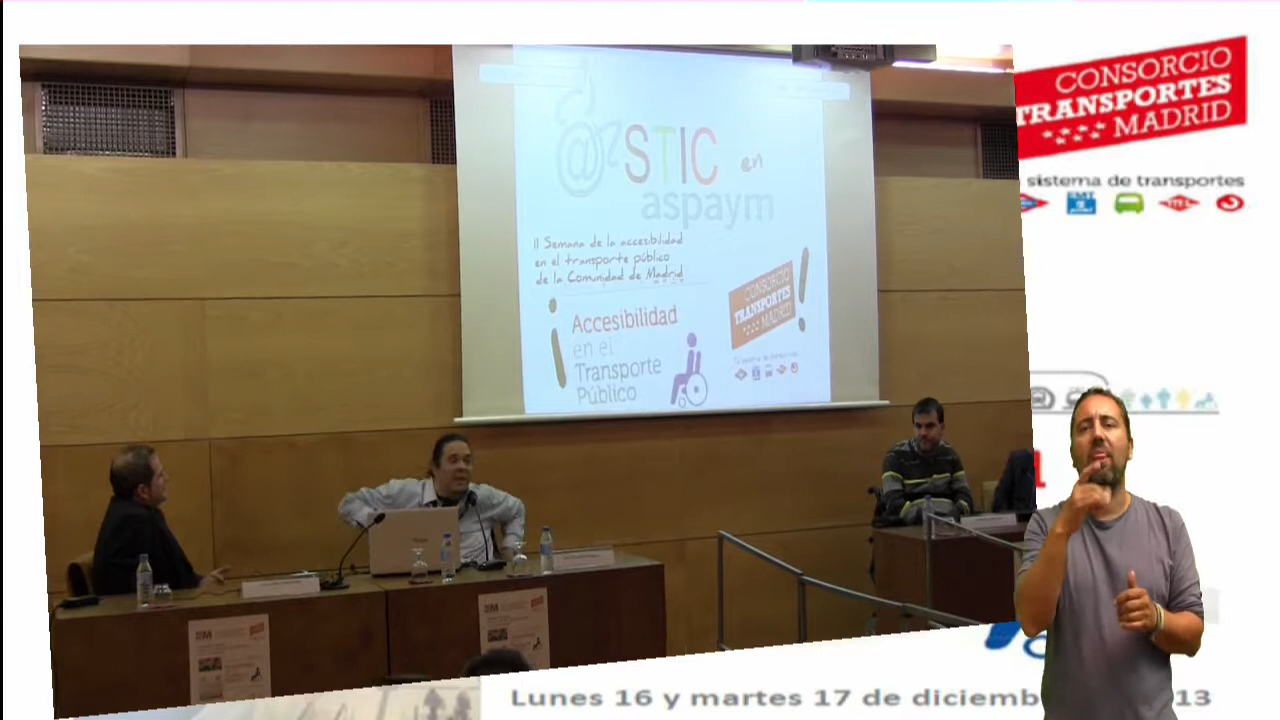 CONSORCIO
TRANSPORTES
MADRID
sistema de transportes
@STIC en
aspaym
II Semana de la accesibilidad
en el transporte público
de la Comunidad de Madrid
¡Accesibilidad
en el
Transporte
Público
CONSORCIO
TRANSPORTES
MADRID
!
Lunes 16 y martes 17 de diciemb
13